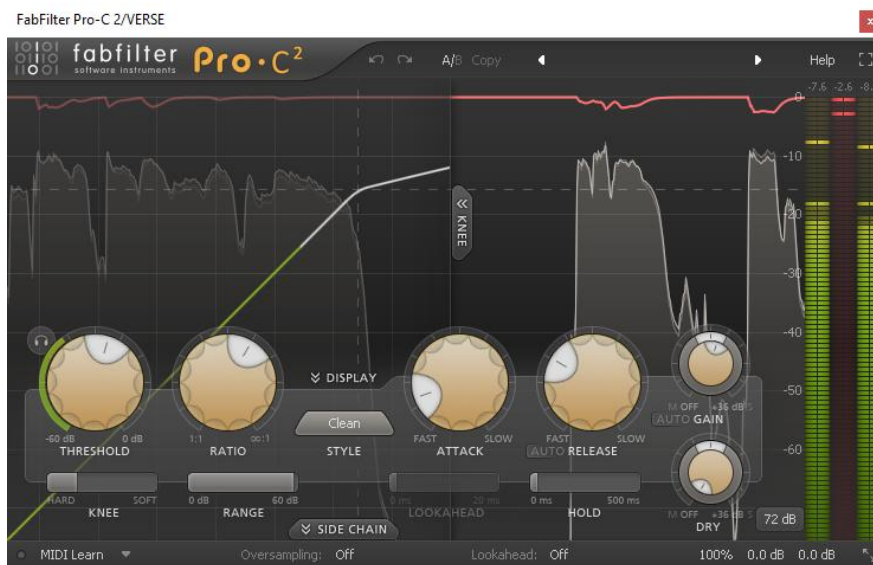 FabFilter Pro-C 2/VERSE
x
fabfilter
software instruments
Pro·C²
A/B Copy
Help
-7.6 -2.6 -8.
0
-10
-20
-30
-40
-50
-60
KNEE
DISPLAY
-60 dB 0 dB
THRESHOLD
1:1 ∞:1
RATIO
Clean
STYLE
FAST SLOW
ATTACK
FAST SLOW
AUTO RELEASE
M OFF +36 dB S
AUTO GAIN
HARD SOFT
KNEE
0 dB 60 dB
RANGE
0 ms 20 ms
LOOKAHEAD
0 ms 500 ms
HOLD
M OFF +36 dB S
DRY
72 dB
SIDE CHAIN
MIDI Learn
Oversampling: Off
Lookahead: Off
100% 0.0 dB 0.0 dB